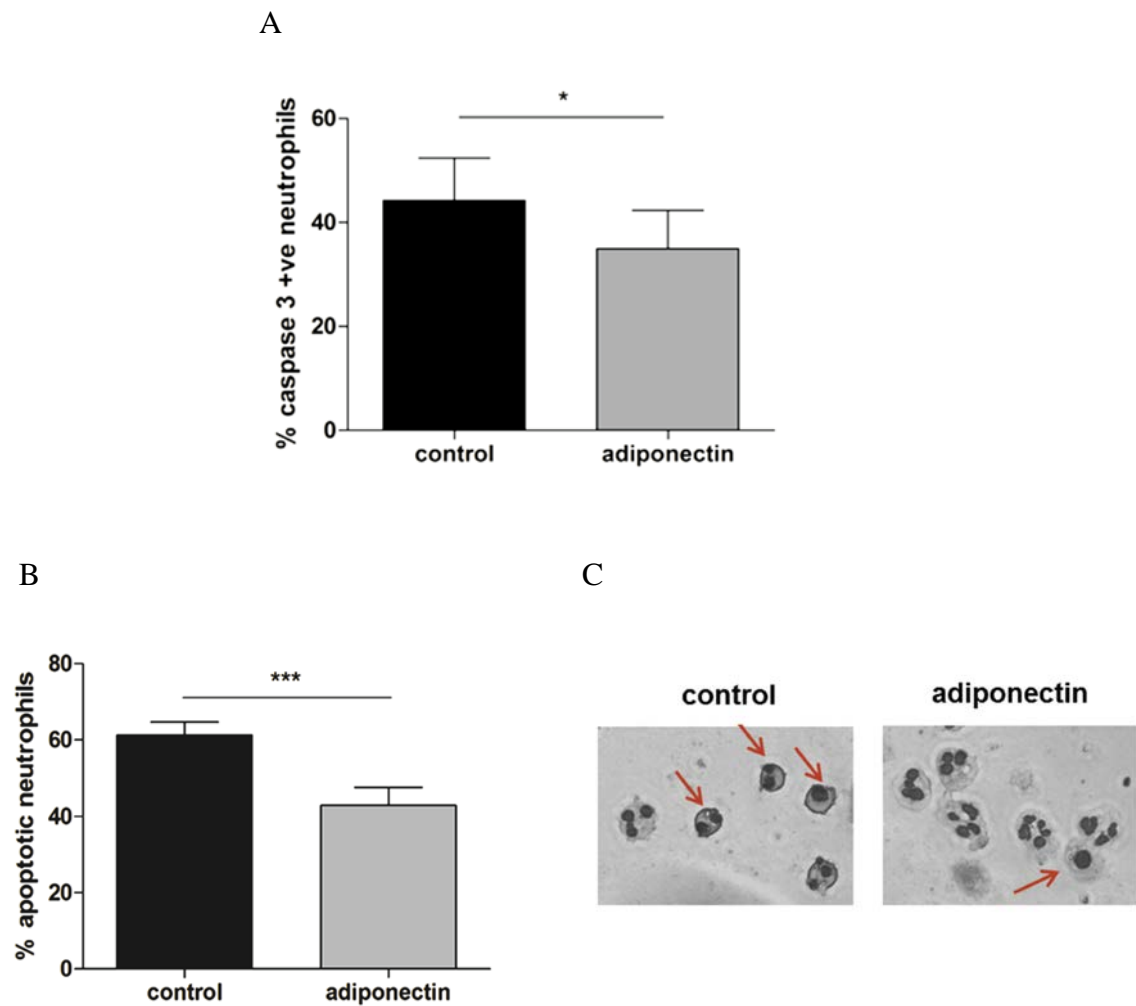 A
% caspase 3 +ve neutrophils
60
40
20
0
*
control
adiponectin
B
% apoptotic neutrophils
80
60
40
20
0
***
control
adiponectin
C
control
adiponectin